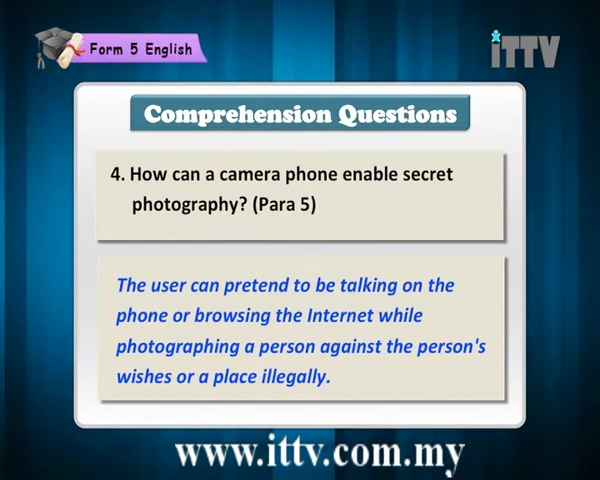 Form 5 English
iTTV
Comprehension Questions
4. How can a camera phone enable secret
photography? (Para 5)
The user can pretend to be talking on the
phone or browsing the Internet while
photographing a person against the person's
wishes or a place illegally.
www.ittv.com.my